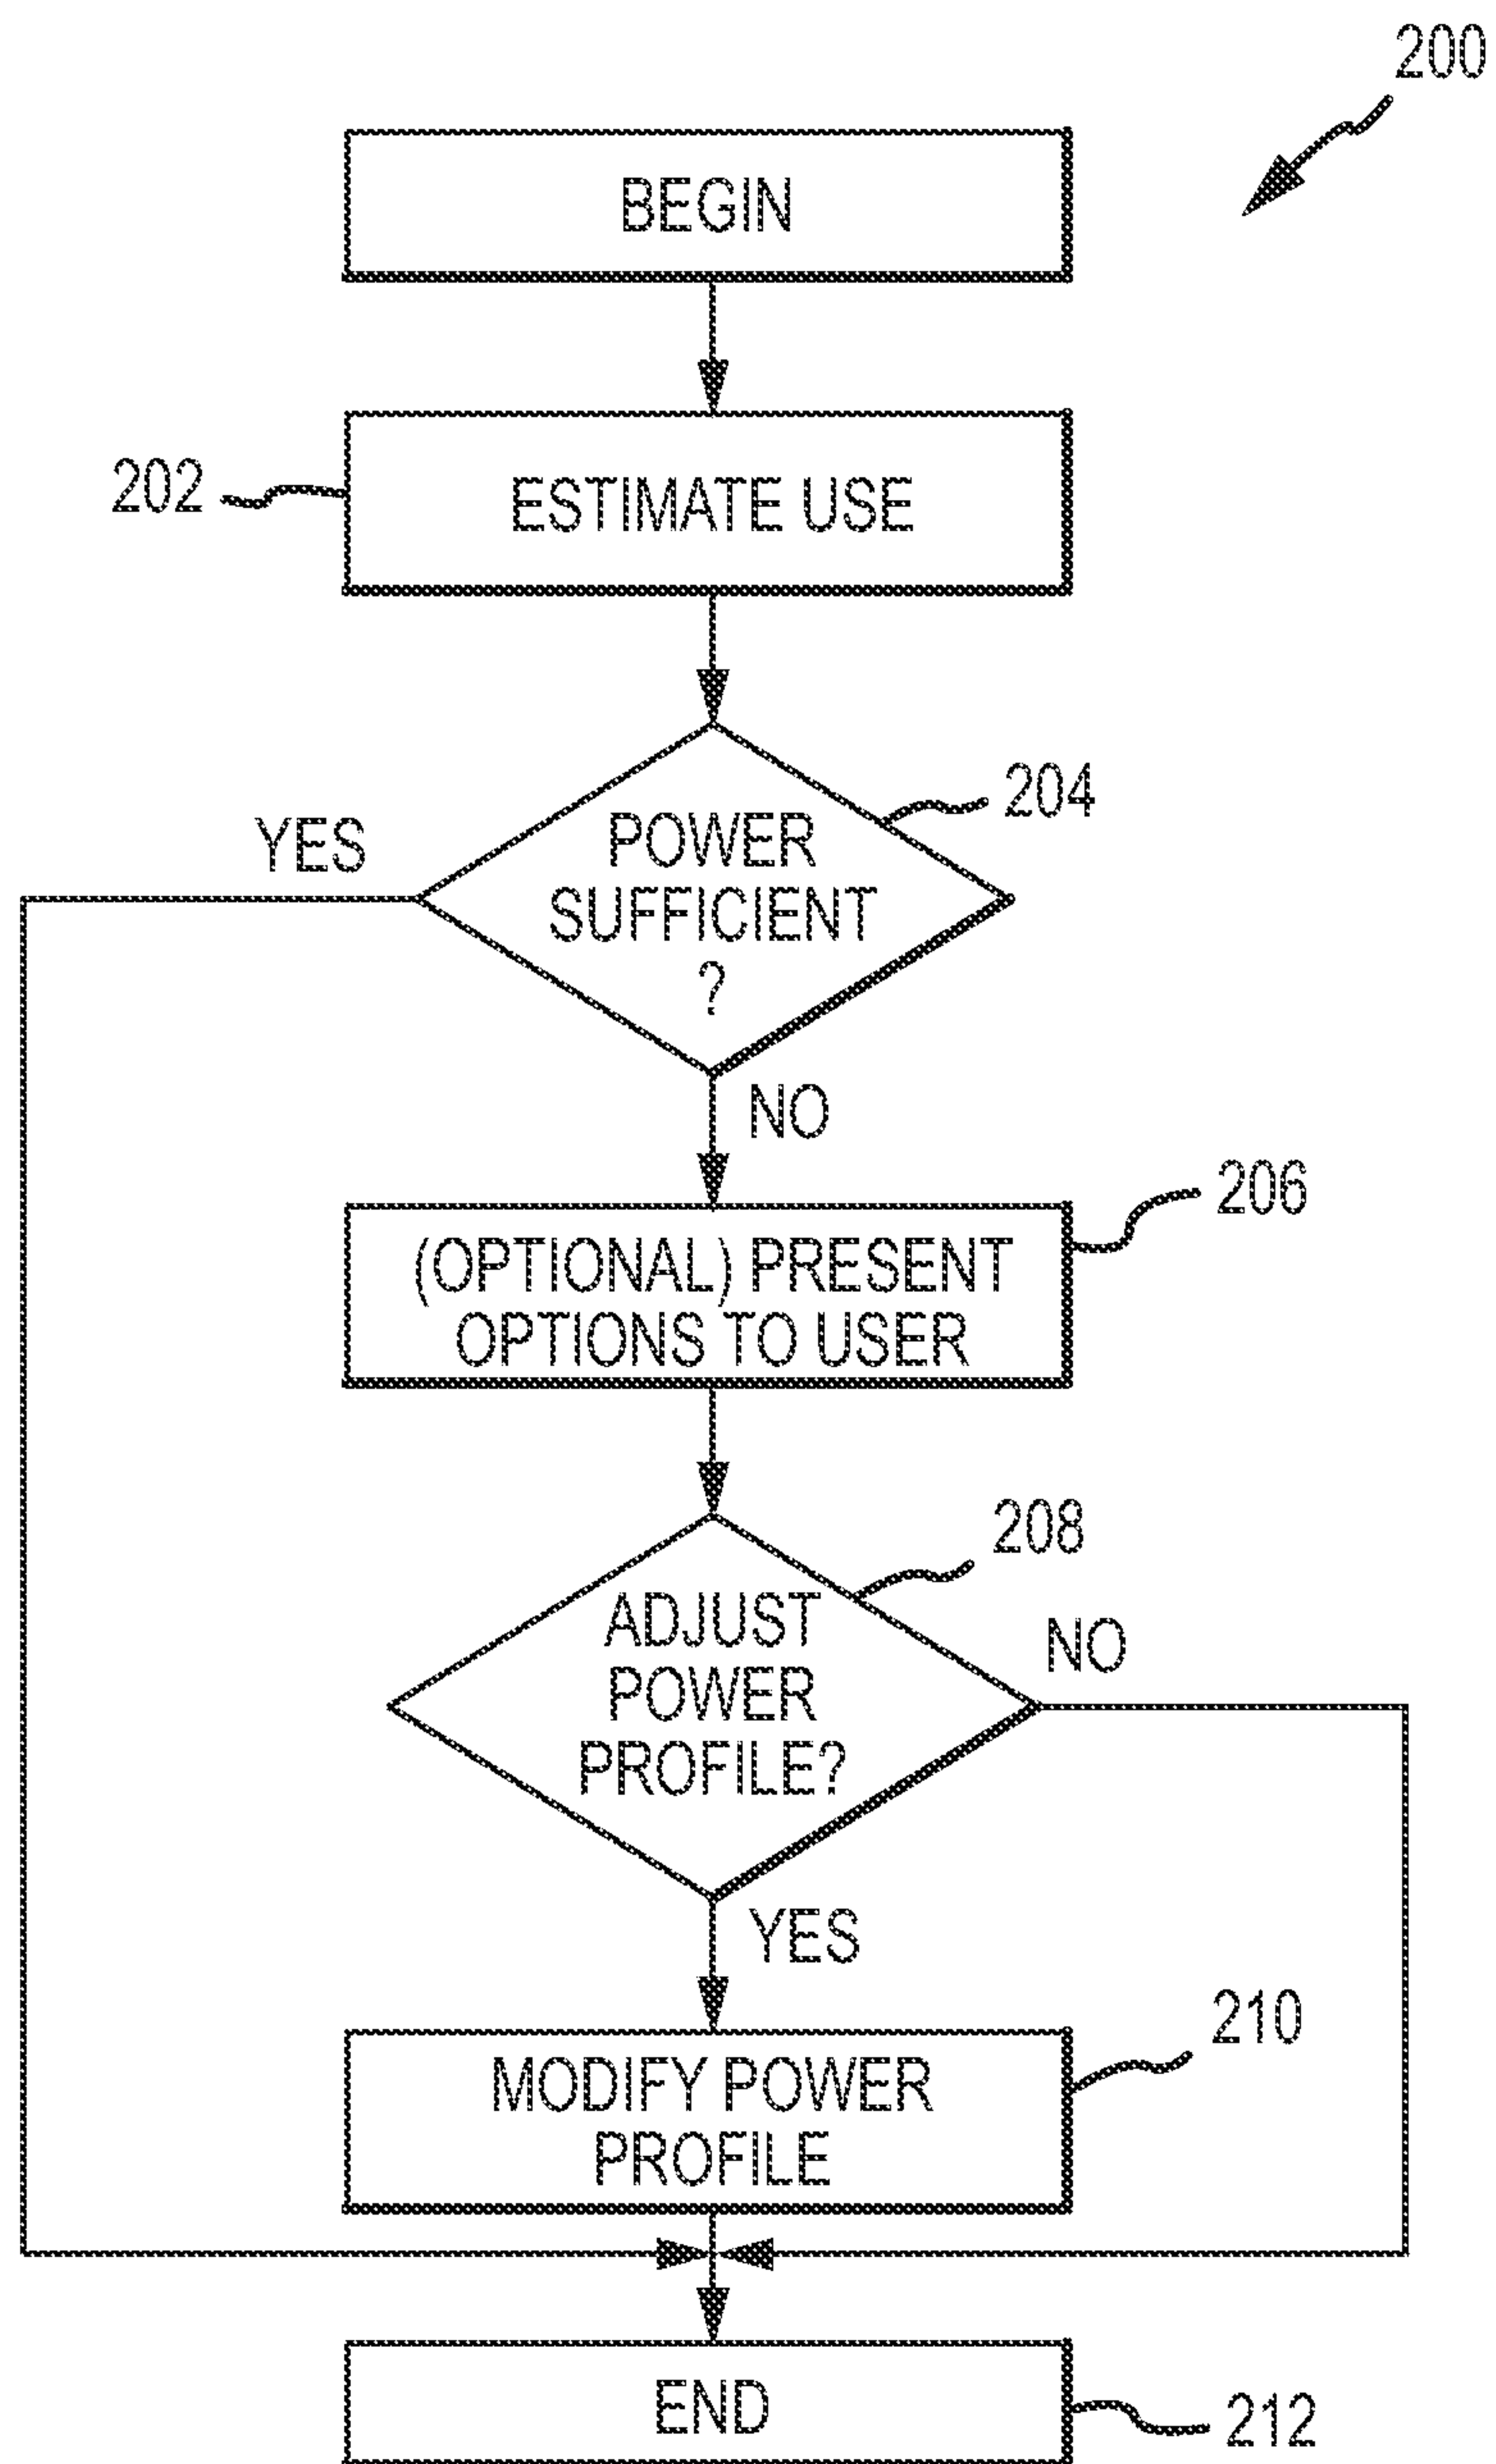 200
BEGIN
202
ESTIMATE USE
204
YES
POWER
SUFFICIENT
?
NO
206
(OPTIONAL) PRESENT
OPTIONS TO USER
208
ADJUST
POWER
PROFILE?
NO
YES
210
MODIFY POWER
PROFILE
END
212